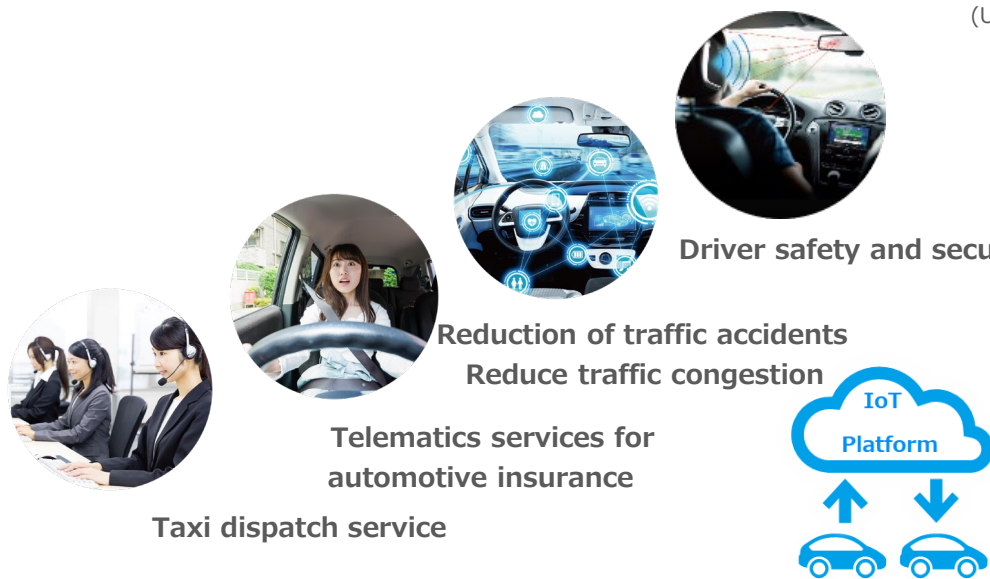 (U
Driver safety and secu
Reduction of traffic accidents
Reduce traffic congestion
IoT
Platform
Telematics services for
automotive insurance
Taxi dispatch service